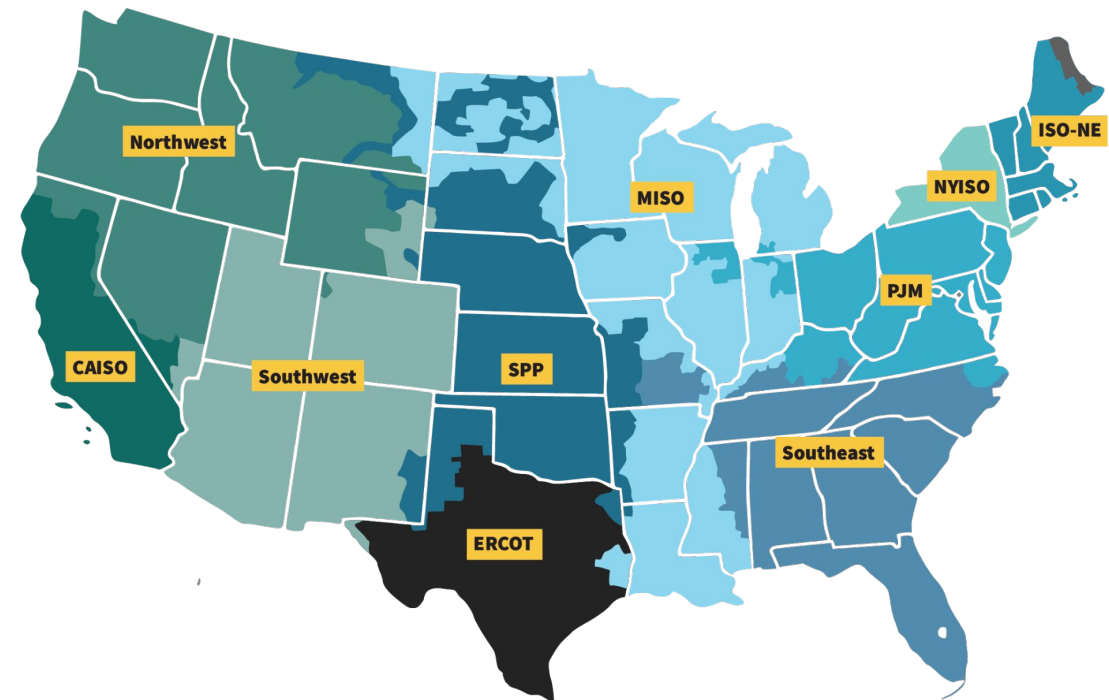 Northwest
ISO-NE
NYISO
MISO
PJM
CAISO
Southwest
SPP
Southeast
ERCOT